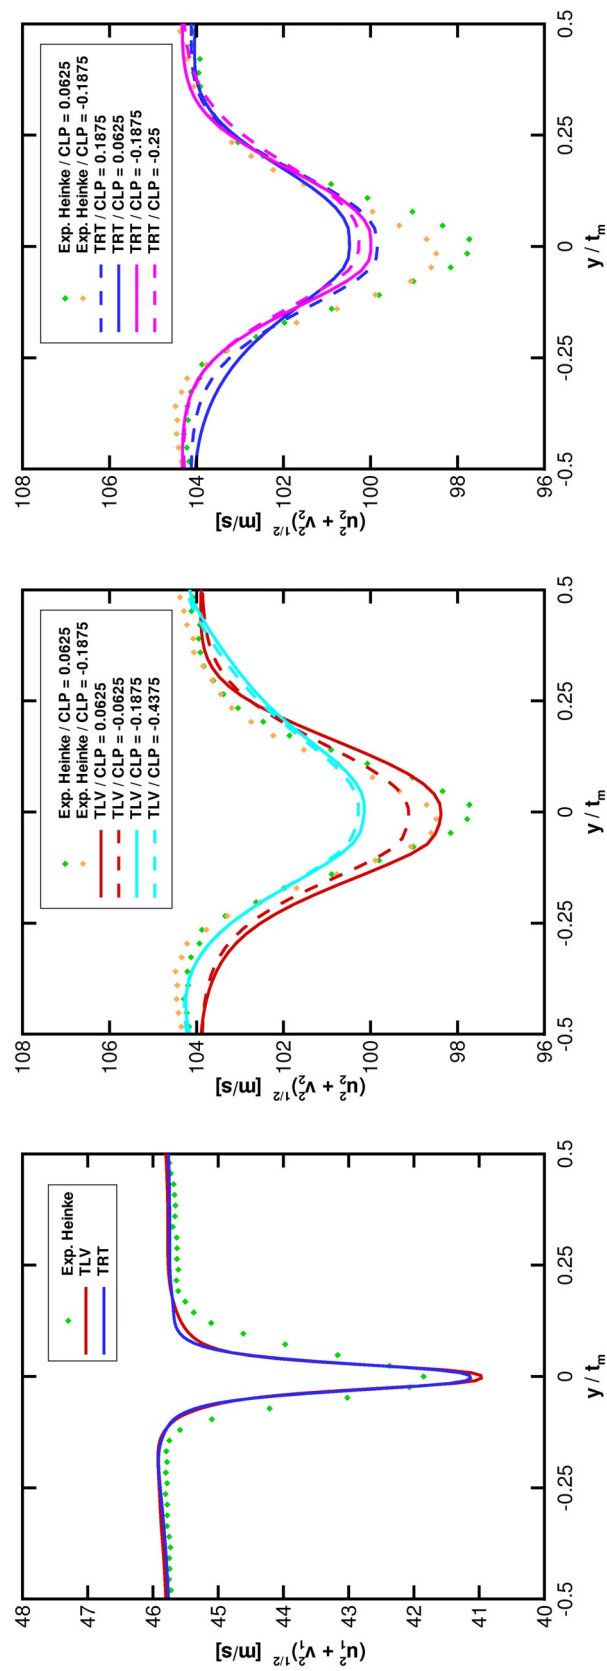 48
47
46
45
44
43
42
41
40
-0.5
-0.25
0
0.25
0.5
y / tm
(u₁² + v₁²)^1/2 [m/s]
Exp. Heinke
TLV
TRT
108
106
104
102
100
98
96
-0.5
-0.25
0
0.25
0.5
y / tm
(u₂² + v₂²)^1/2 [m/s]
Exp. Heinke / CLP = 0.0625
Exp. Heinke / CLP = -0.1875
TLV / CLP = 0.0625
TLV / CLP = -0.0625
TLV / CLP = -0.1875
TLV / CLP = -0.4375
108
106
104
102
100
98
96
-0.5
-0.25
0
0.25
0.5
y / tm
(u₂² + v₂²)^1/2 [m/s]
Exp. Heinke / CLP = 0.0625
Exp. Heinke / CLP = -0.1875
TRT / CLP = 0.1875
TRT / CLP = 0.0625
TRT / CLP = -0.1875
TRT / CLP = -0.25